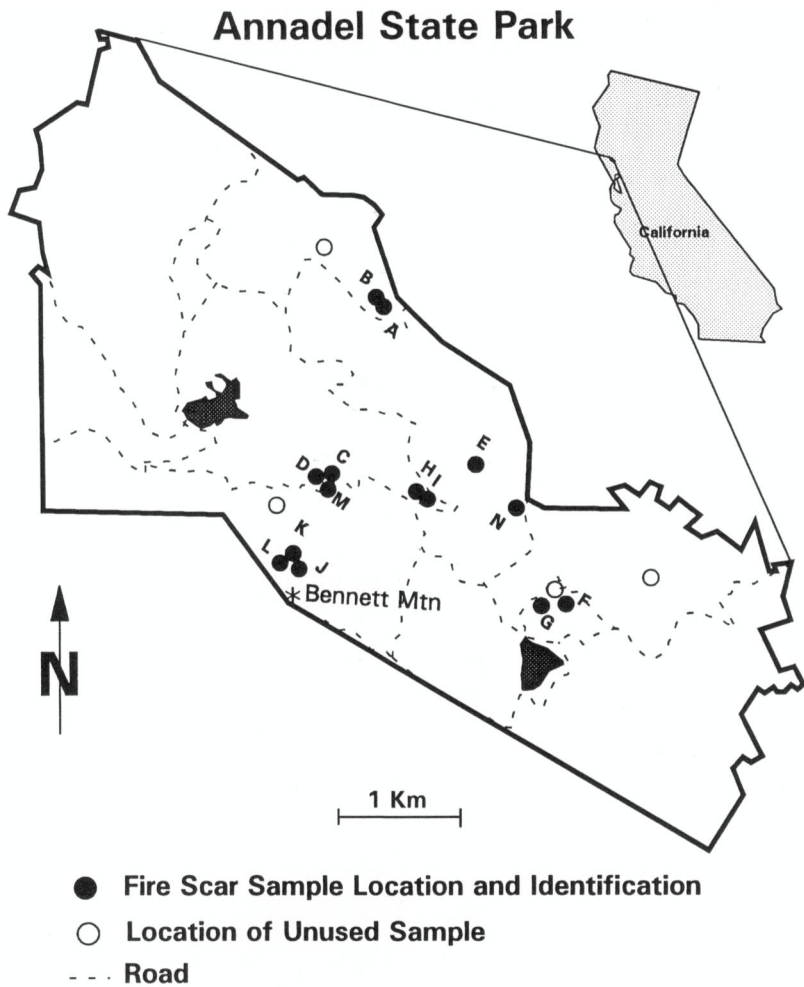 Annadel State Park
California
B
A
E
C
D
H I
M
N
K
L
J
F
G
Bennett Mtn
N
1 Km
Fire Scar Sample Location and Identification
Location of Unused Sample
Road